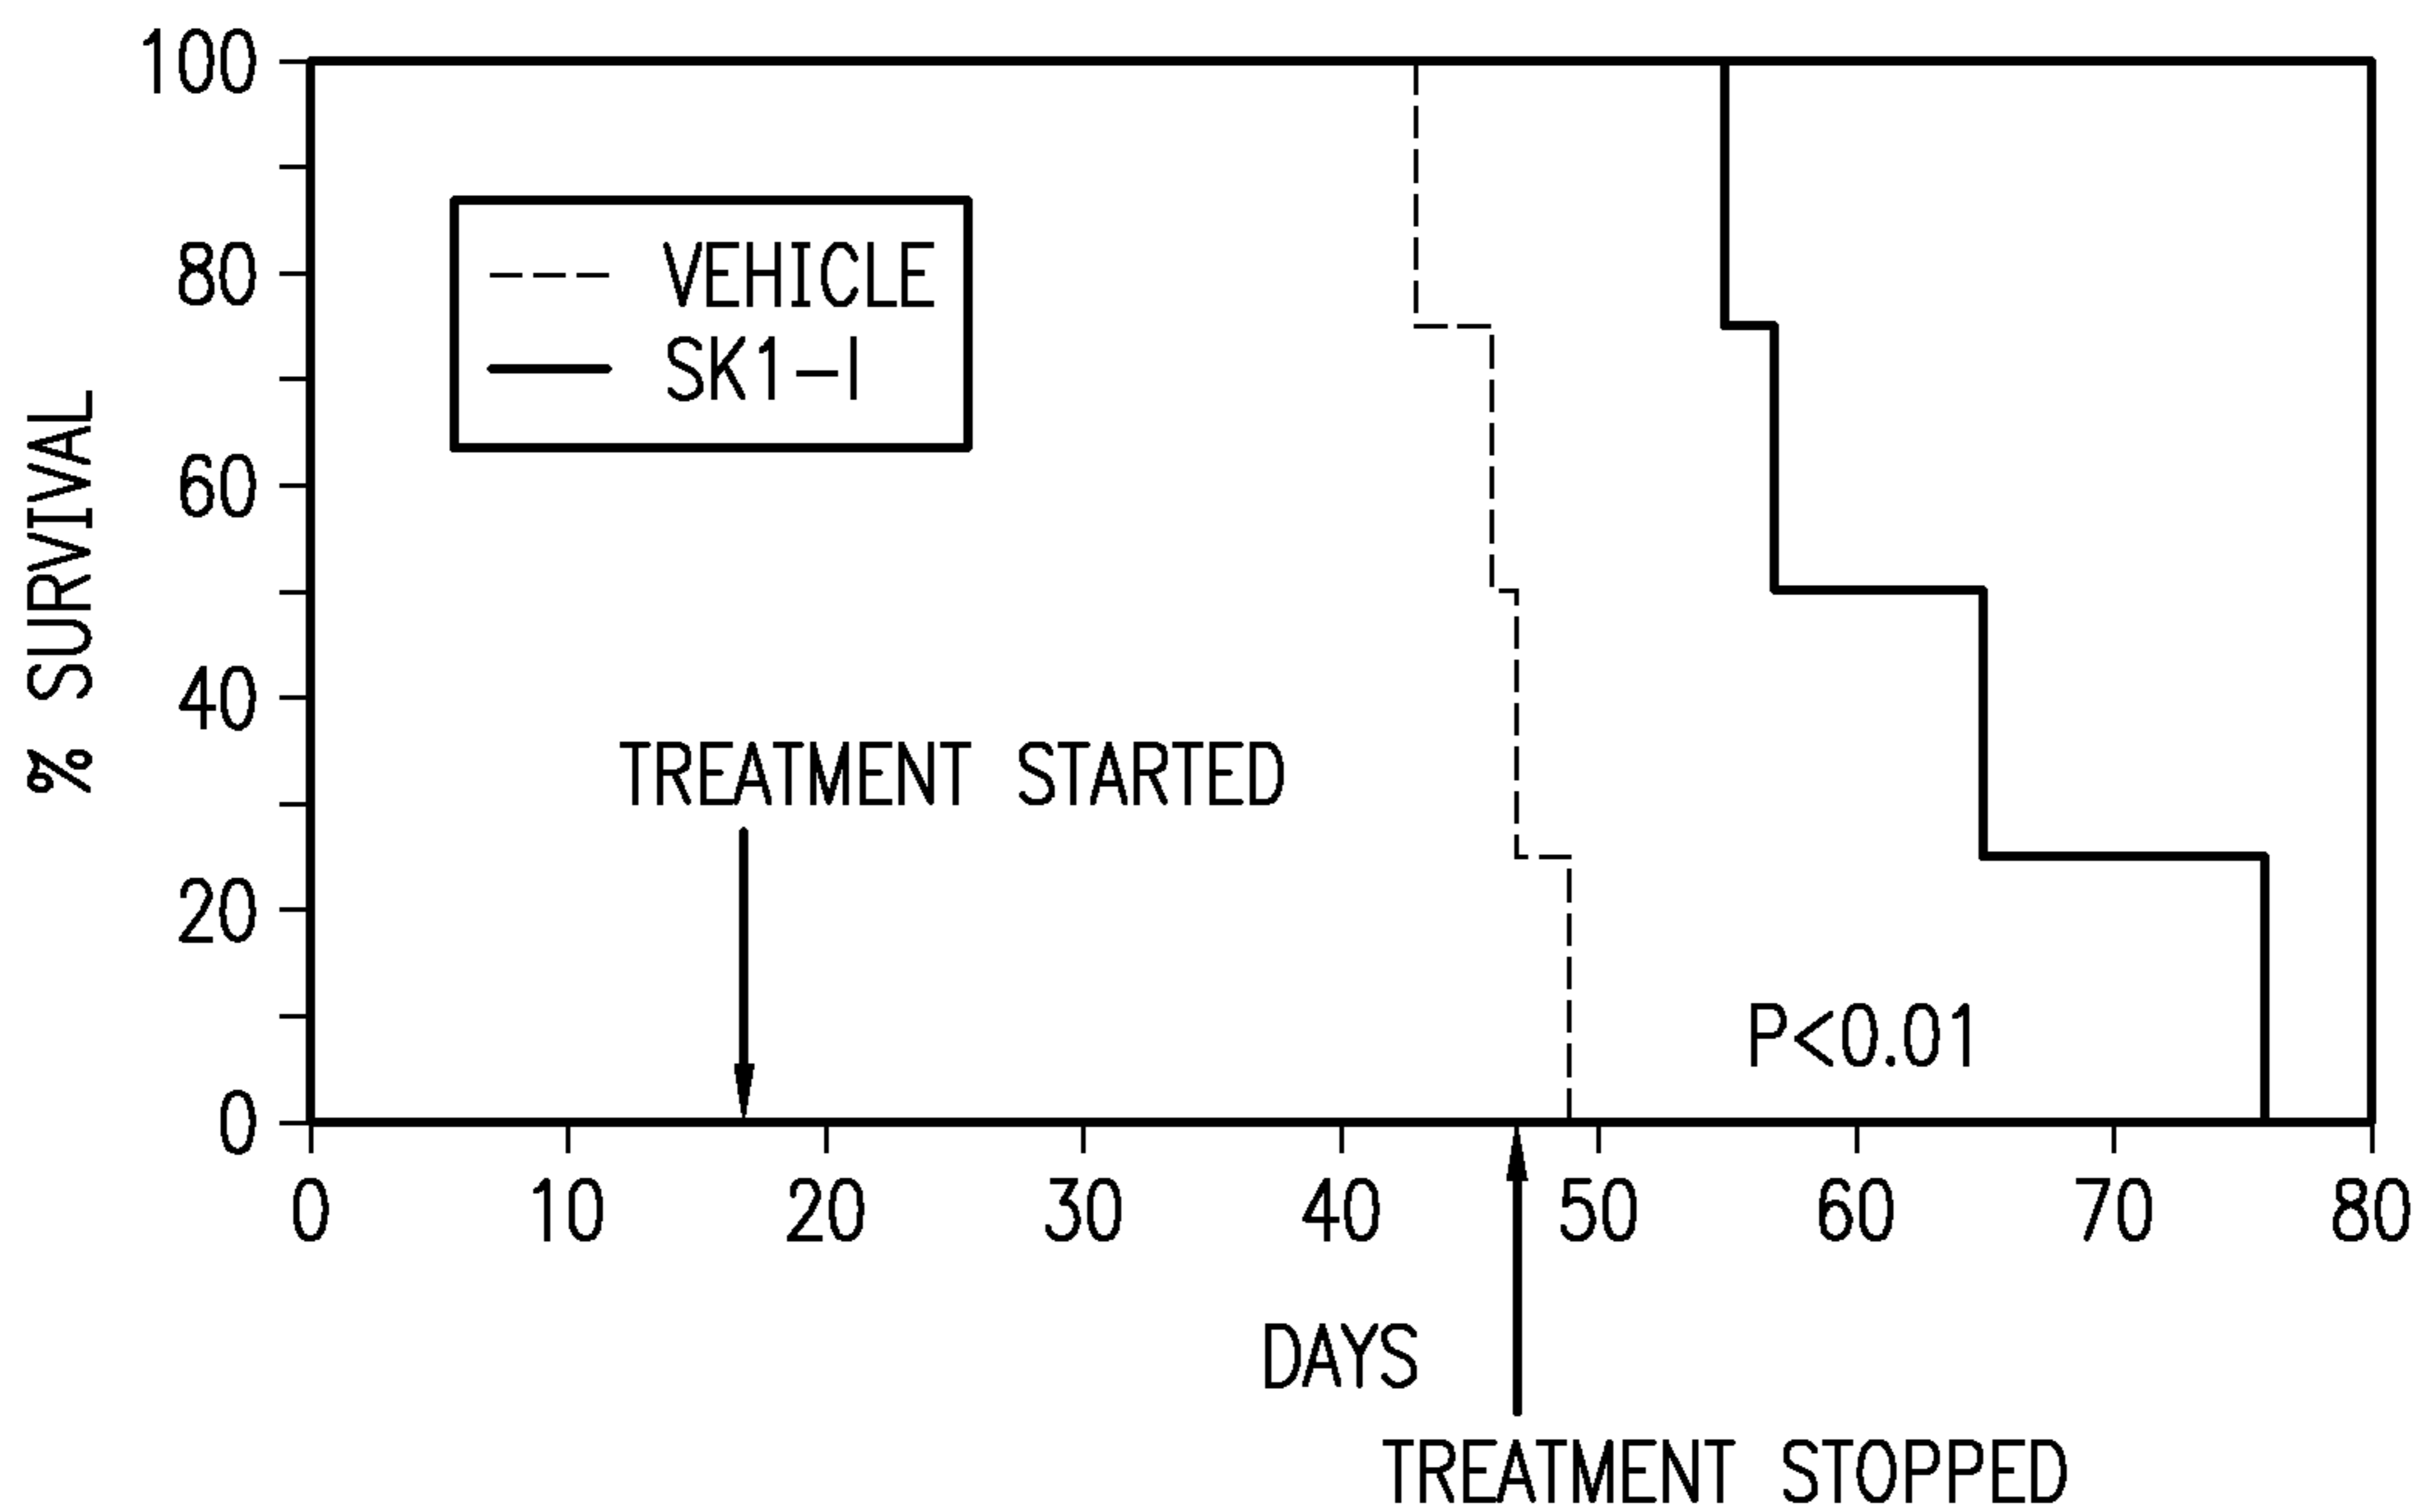 100
80
60
40
20
0
% SURVIVAL
VEHICLE
SK1-I
TREATMENT STARTED
P<0.01
0 10 20 30 40 50 60 70 80
DAYS
TREATMENT STOPPED